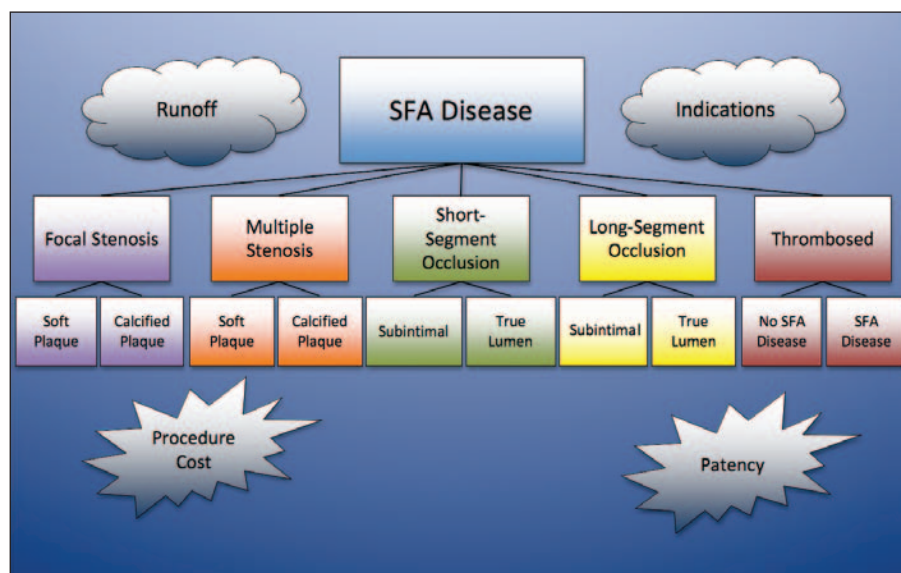 Runoff
SFA Disease
Indications
Focal Stenosis
Multiple
Stenosis
Short-
Segment
Occlusion
Long-Segment
Occlusion
Thrombosed
Soft
Plaque
Calcified
Plaque
Soft
Plaque
Calcified
Plaque
Subintimal
True
Lumen
Subintimal
True
Lumen
No SFA
Disease
SFA
Disease
Procedure
Cost
Patency